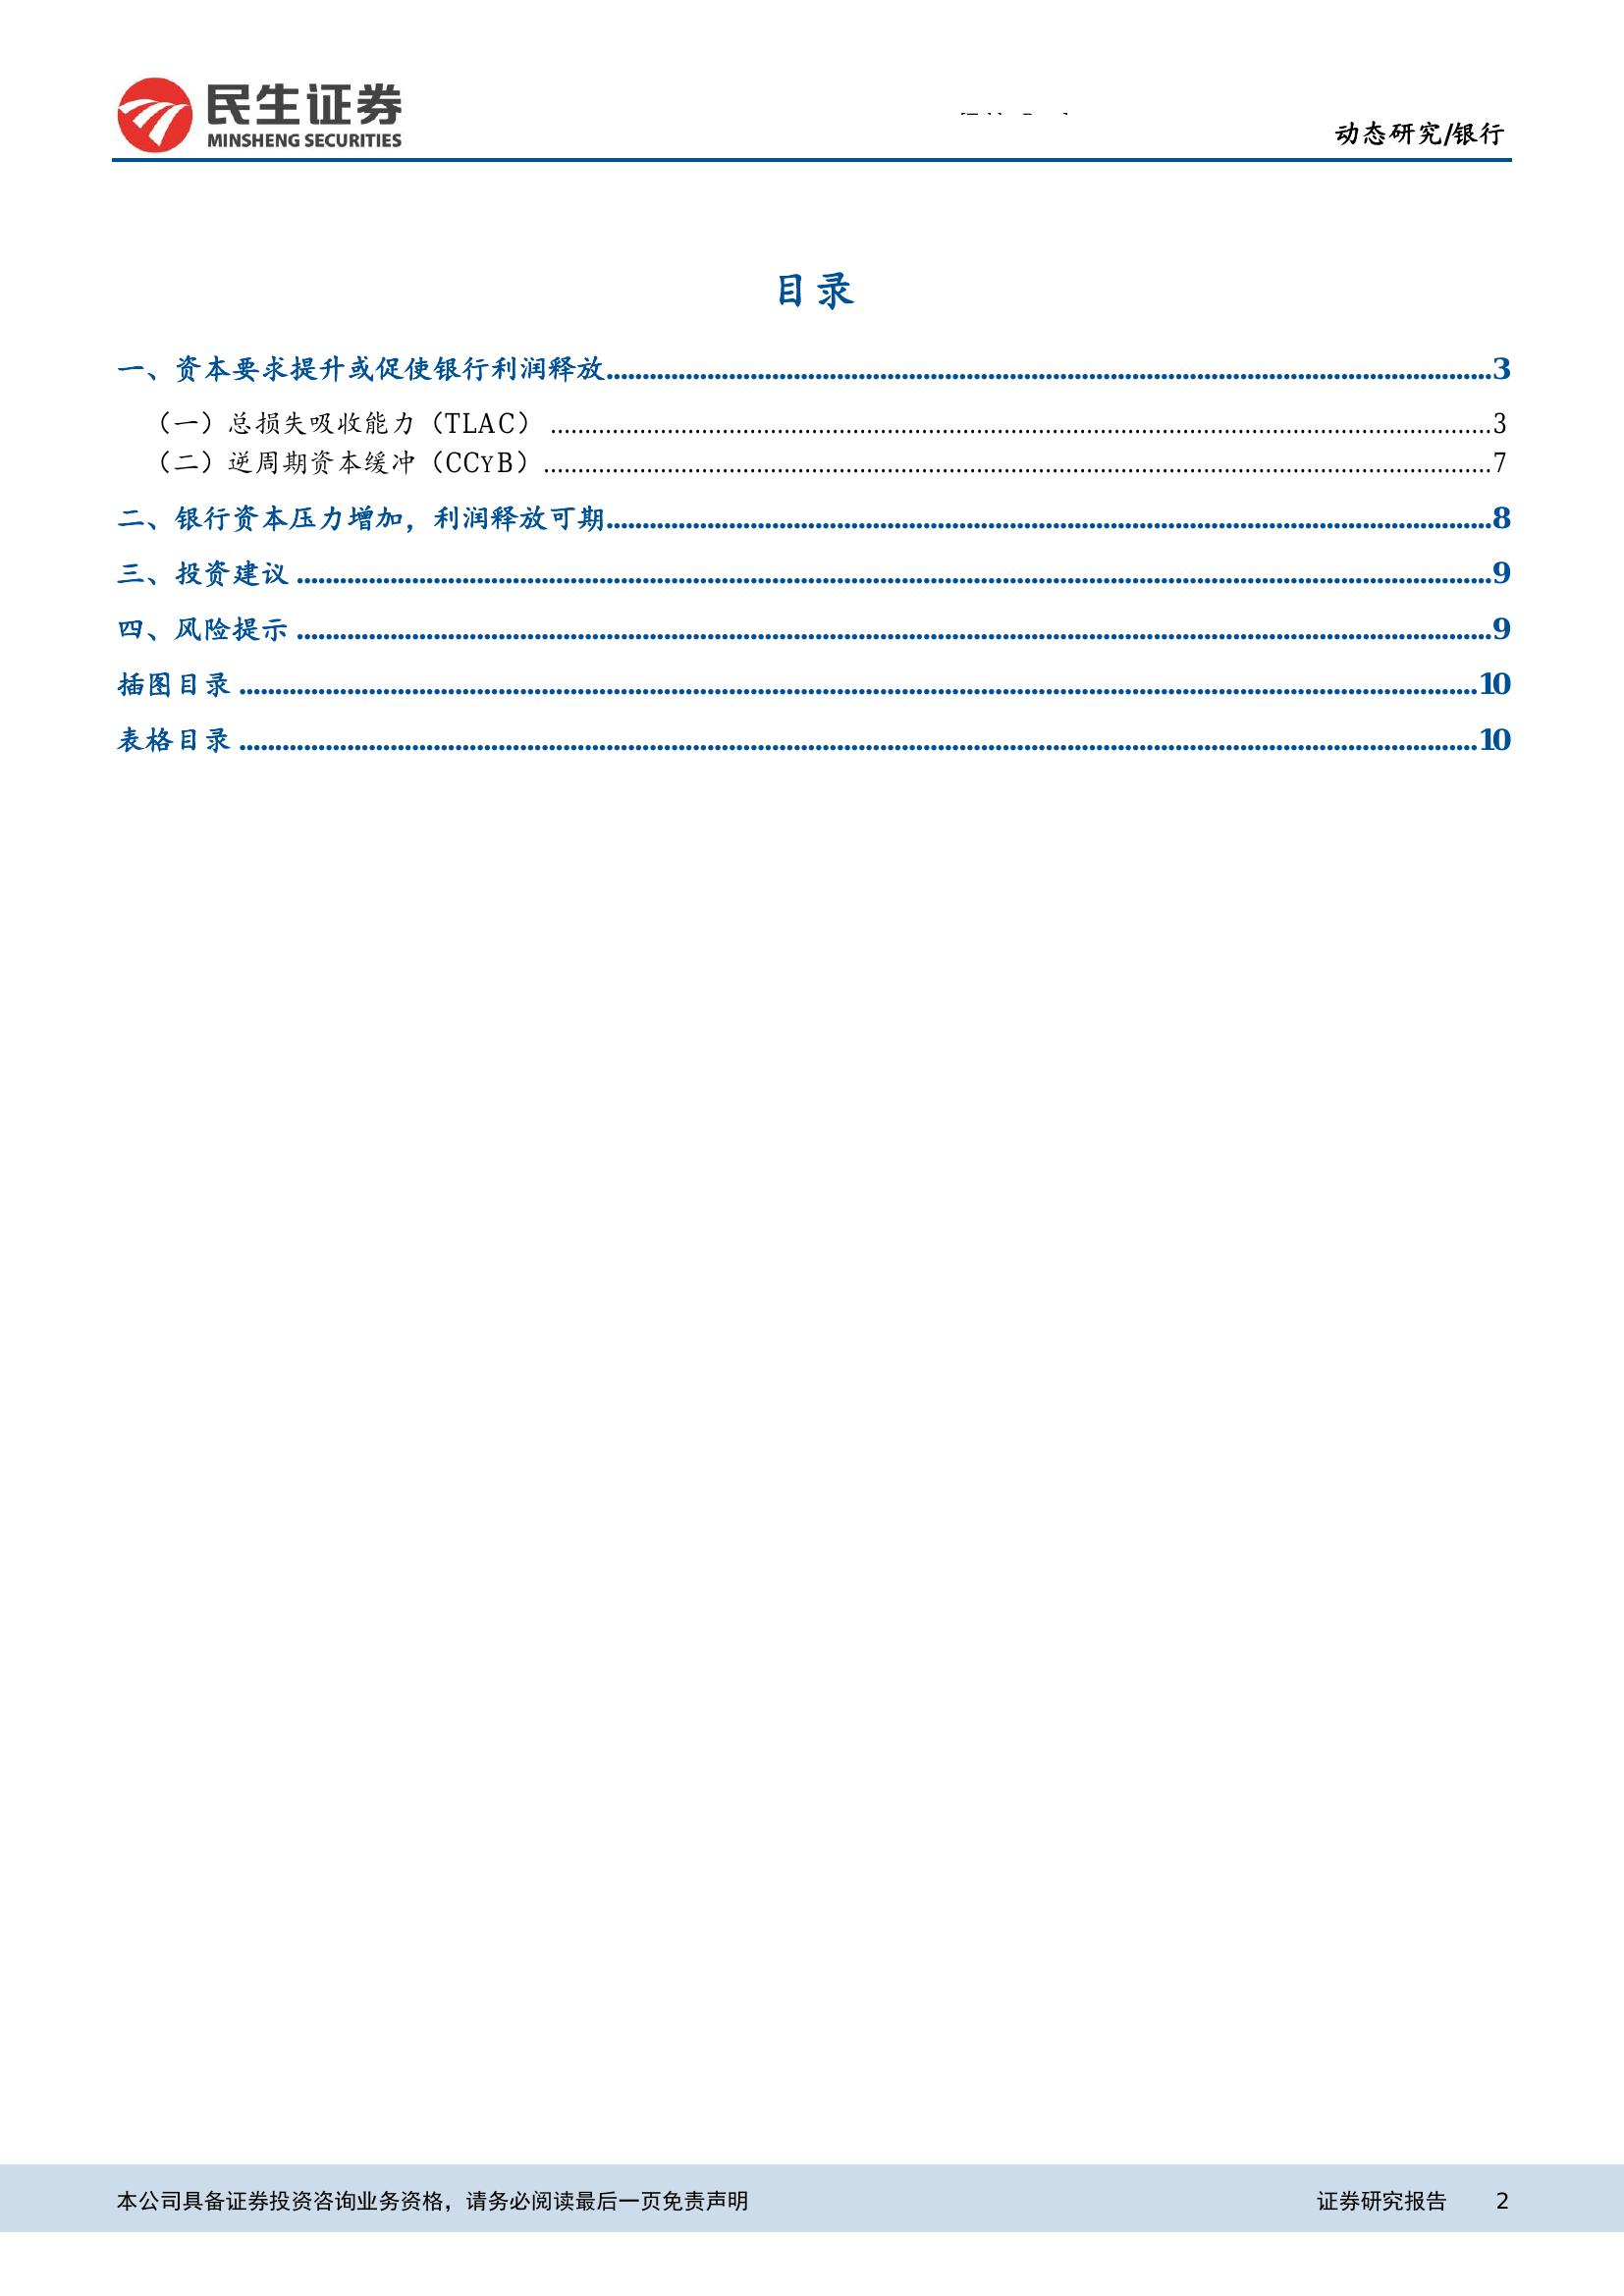 民生证券
MINSHENG SECURITIES
动态研究/银行
目录
一、资本要求提升或促使银行利润释放................................................................................3
（一）总损失吸收能力（TLAC）................................................................................3
（二）逆周期资本缓冲（CCYB）................................................................................7
二、银行资本压力增加，利润释放可期................................................................................8
三、投资建议................................................................................9
四、风险提示................................................................................9
插图目录................................................................................10
表格目录................................................................................10
本公司具备证券投资咨询业务资格，请务必阅读最后一页免责声明 证券研究报告 2